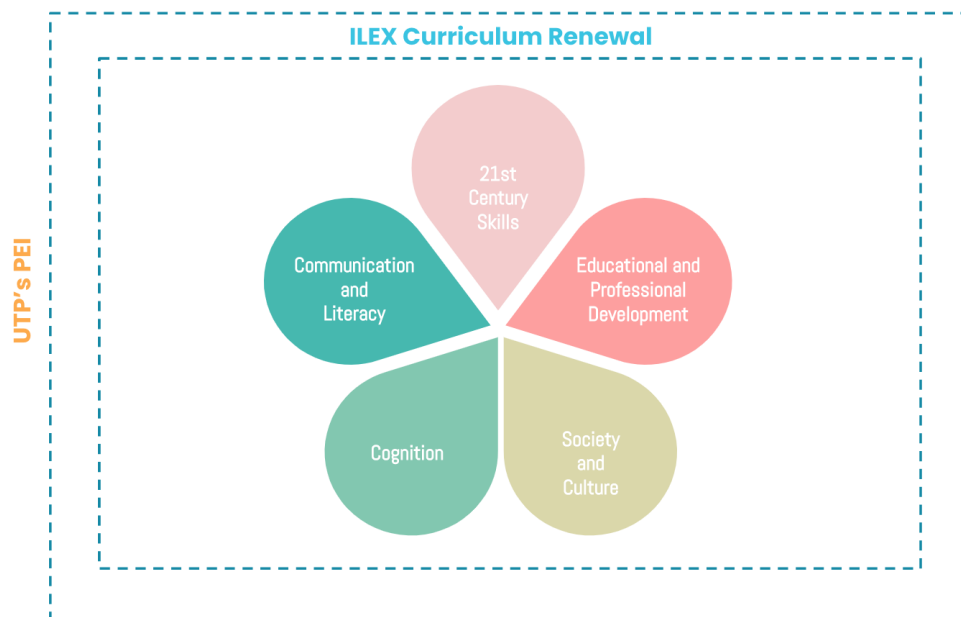 ILEX Curriculum Renewal
UTP's PEI
21st
Century
Skills
Communication
and
Literacy
Educational and
Professional
Development
Cognition
Society
and
Culture